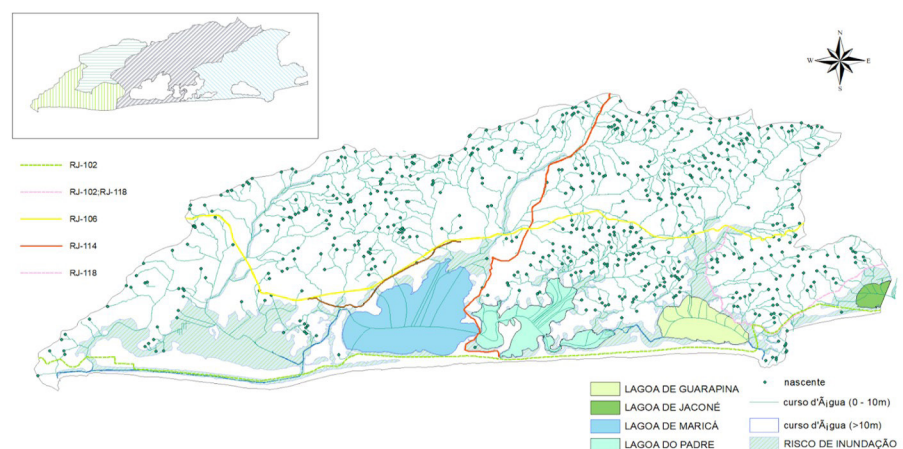 N
W E
S
RJ-102
RJ-102;RJ-118
RJ-106
RJ-114
RJ-118
LAGOA DE GUARAPINA
LAGOA DE JACONÉ
LAGOA DE MARICÁ
LAGOA DO PADRE
nascente
curso d'Ã¡gua (0 - 10m)
curso d'Ã¡gua (>10m)
RISCO DE INUNDAÇÃO